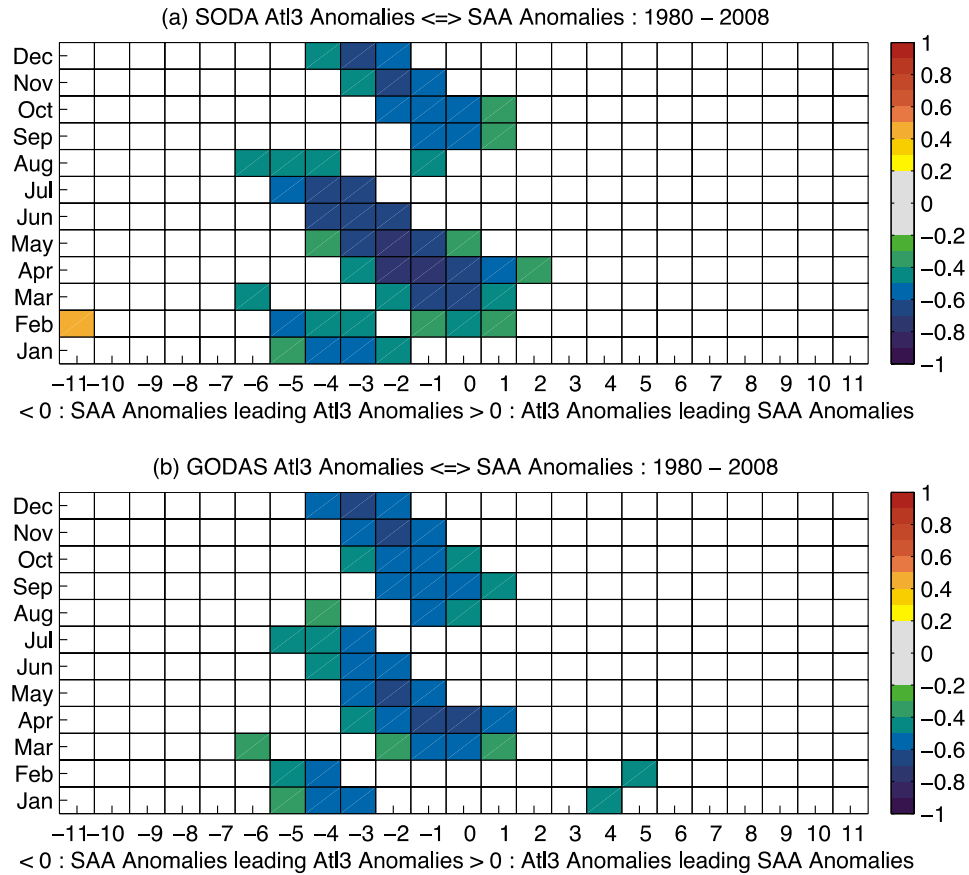 (a) SODA Atl3 Anomalies <=> SAA Anomalies : 1980 – 2008
Dec
Nov
Oct
Sep
Aug
Jul
Jun
May
Apr
Mar
Feb
Jan
1
0.8
0.6
0.4
0.2
0
−0.2
−0.4
−0.6
−0.8
−1
−11 −10 −9 −8 −7 −6 −5 −4 −3 −2 −1 0 1 2 3 4 5 6 7 8 9 10 11
< 0 : SAA Anomalies leading Atl3 Anomalies > 0 : Atl3 Anomalies leading SAA Anomalies
(b) GODAS Atl3 Anomalies <=> SAA Anomalies : 1980 – 2008
Dec
Nov
Oct
Sep
Aug
Jul
Jun
May
Apr
Mar
Feb
Jan
1
0.8
0.6
0.4
0.2
0
−0.2
−0.4
−0.6
−0.8
−1
−11 −10 −9 −8 −7 −6 −5 −4 −3 −2 −1 0 1 2 3 4 5 6 7 8 9 10 11
< 0 : SAA Anomalies leading Atl3 Anomalies > 0 : Atl3 Anomalies leading SAA Anomalies